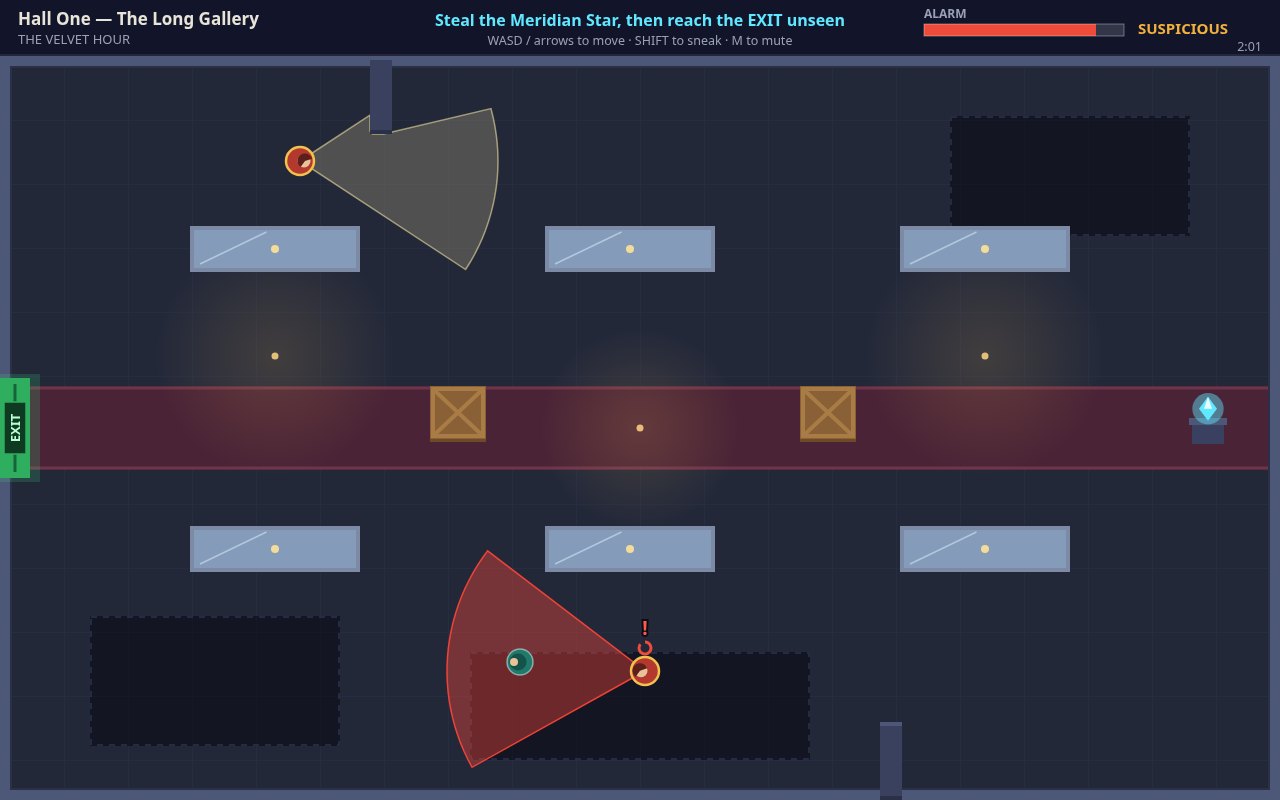 Hall One — The Long Gallery
THE VELVET HOUR
Steal the Meridian Star, then reach the EXIT unseen
WASD / arrows to move · SHIFT to sneak · M to mute
ALARM
SUSPICIOUS
2:01
EXIT
!